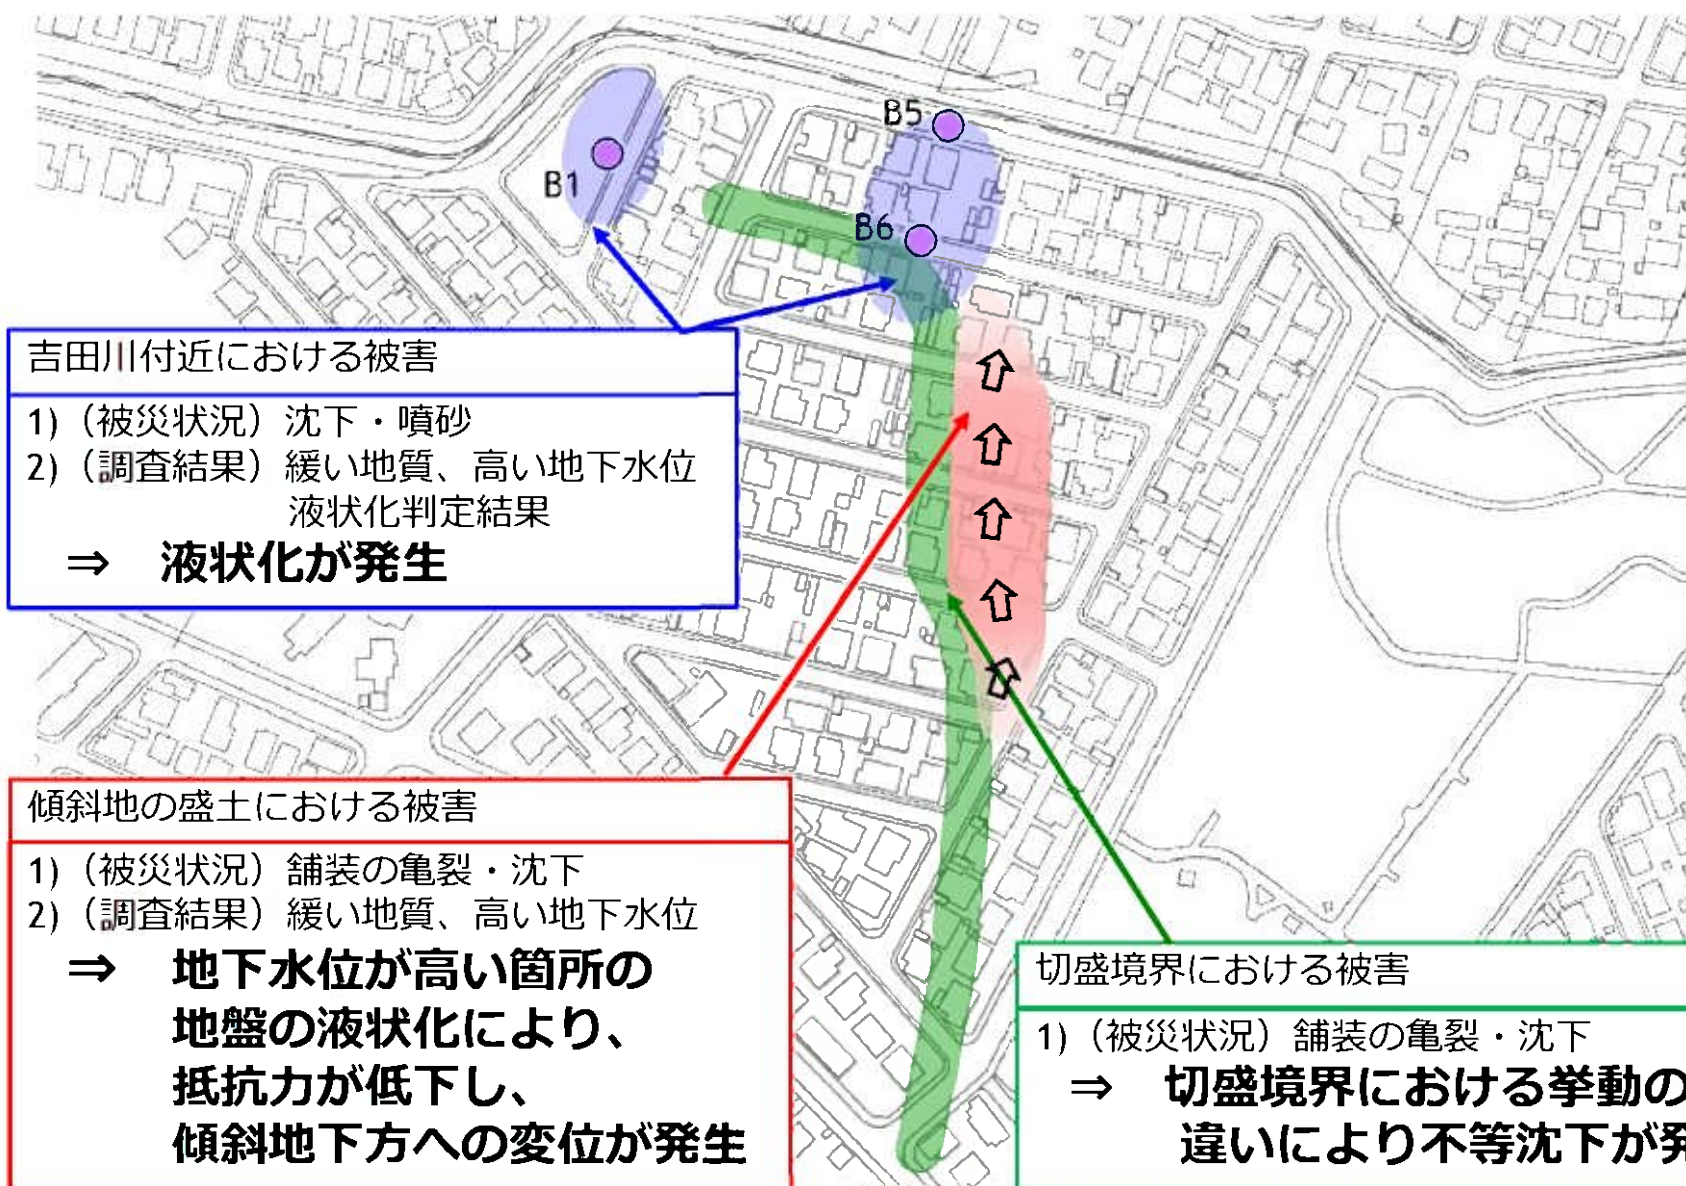 B5
B1
B6
吉田川付近における被害
1)（被災状況）沈下・噴砂
2)（調査結果）緩い地質、高い地下水位
液状化判定結果
⇒ 液状化が発生
傾斜地の盛土における被害
1)（被災状況）舗装の亀裂・沈下
2)（調査結果）緩い地質、高い地下水位
⇒ 地下水位が高い箇所の
地盤の液状化により、
抵抗力が低下し、
傾斜地下方への変位が発生
切盛境界における被害
1)（被災状況）舗装の亀裂・沈下
⇒ 切盛境界における挙動の
違いにより不等沈下が発